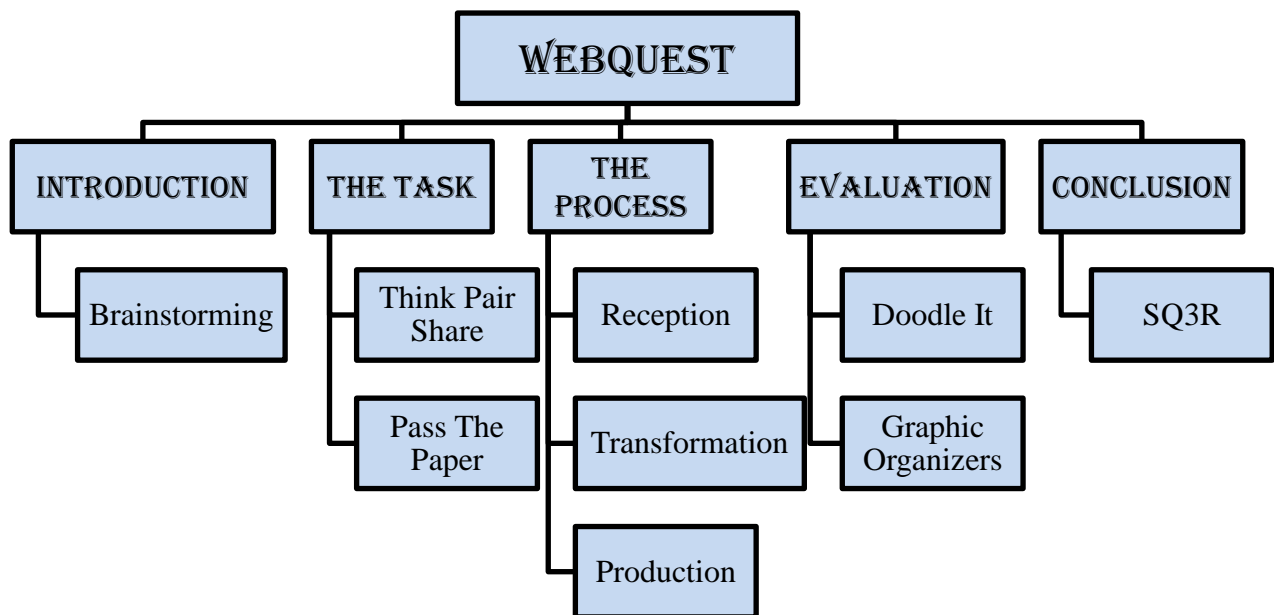 WEBQUEST
INTRODUCTION
THE TASK
THE
PROCESS
EVALUATION
CONCLUSION
Brainstorming
Think Pair
Share
Reception
Doodle It
SQ3R
Pass The
Paper
Transformation
Graphic
Organizers
Production